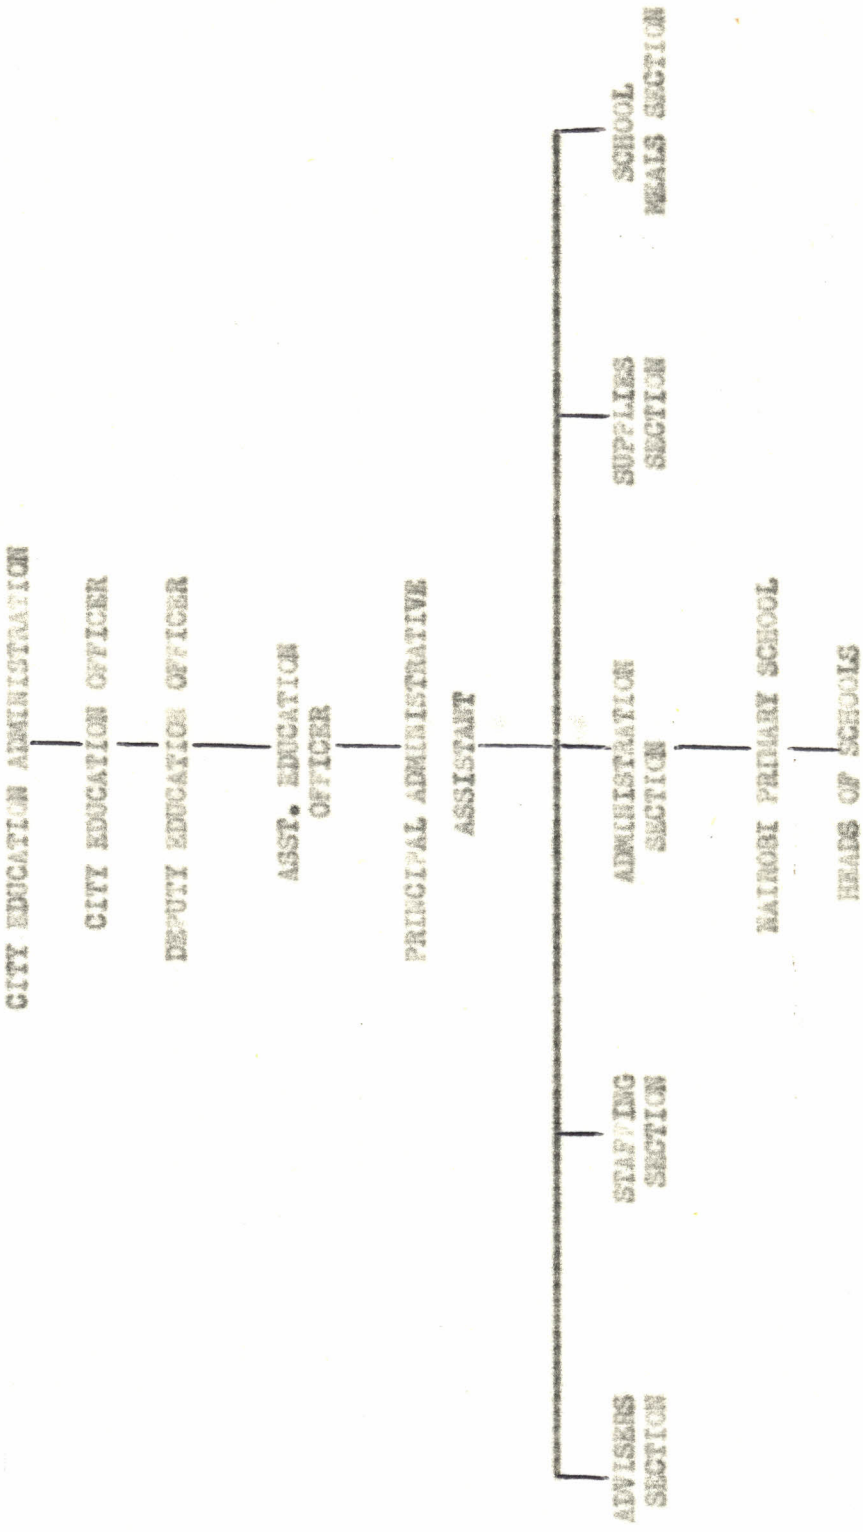 CITY EDUCATION ADMINISTRATION
CITY EDUCATION OFFICER
DEPUTY EDUCATION OFFICER
ASST. EDUCATION
OFFICER
PRINCIPAL ADMINISTRATIVE
ASSISTANT
ADVISERS
SECTION
STAFFING
SECTION
ADMINISTRATION
SECTION
SUPPLIES
SECTION
SCHOOL
MEALS SECTION
NAIROBI PRIMARY SCHOOL
HEADS OF SCHOOLS